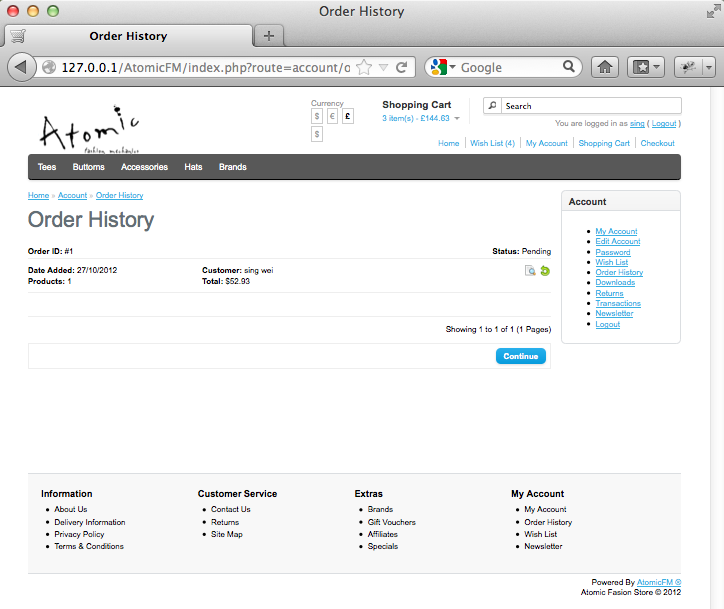 Order History
Order History
127.0.0.1/AtomicFM/index.php?route=account/o
Google
Atomic
fashion mechanics
Currency
$ € £
$
Shopping Cart
3 item(s) - £144.63
Search
You are logged in as sing ( Logout )
Home Wish List (4) My Account Shopping Cart Checkout
Tees Buttoms Accessories Hats Brands
Home » Account » Order History
Order History
Order ID: #1 Status: Pending
Date Added: 27/10/2012 Customer: sing wei
Products: 1 Total: $52.93
Showing 1 to 1 of 1 (1 Pages)
Continue
Account
My Account
Edit Account
Password
Wish List
Order History
Downloads
Returns
Transactions
Newsletter
Logout
Information
About Us
Delivery Information
Privacy Policy
Terms & Conditions
Customer Service
Contact Us
Returns
Site Map
Extras
Brands
Gift Vouchers
Affiliates
Specials
My Account
My Account
Order History
Wish List
Newsletter
Powered By AtomicFM ®
Atomic Fasion Store © 2012